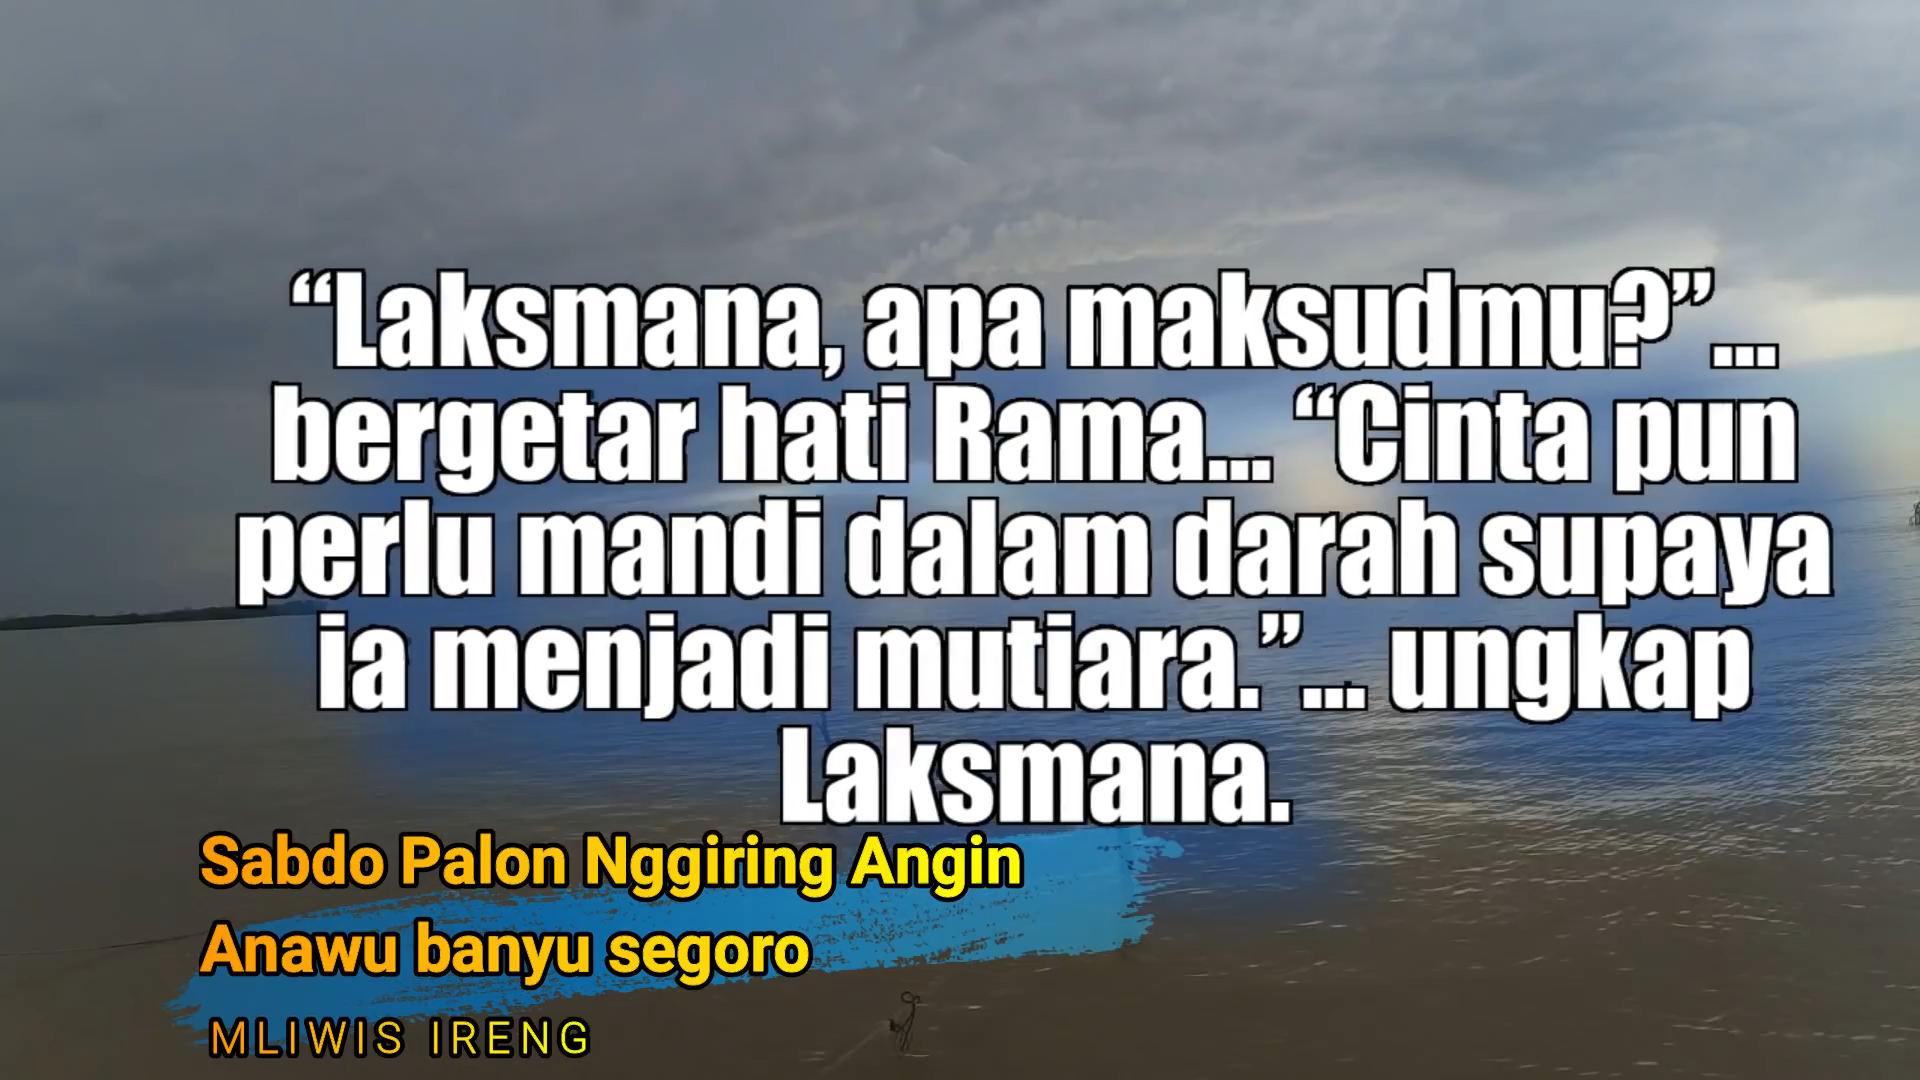 “Laksmana, apa maksudmu?”...
bergetar hati Rama... “Cinta pun
perlu mandi dalam darah supaya
ia menjadi mutiara.”... ungkap
Laksmana.
Sabdo Palon Nggiring Angin
Anawu banyu segoro
MLIWIS IRENG